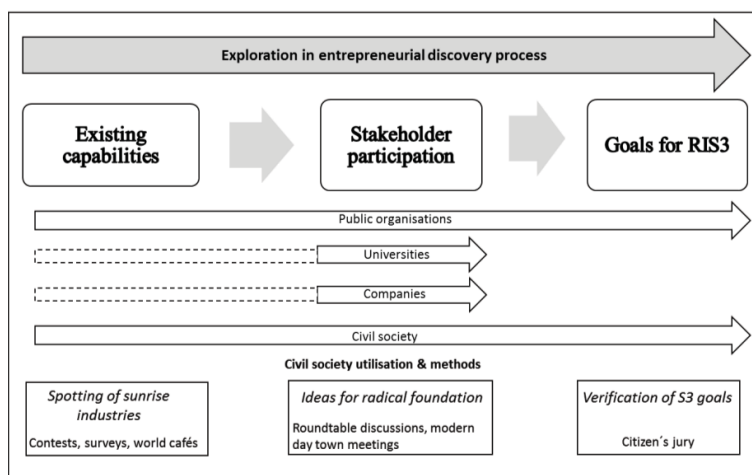 Exploration in entrepreneurial discovery process
Existing
capabilities
Stakeholder
participation
Goals for RIS3
Public organisations
Universities
Companies
Civil society
Civil society utilisation & methods
Spotting of sunrise
industries
Contests, surveys, world cafés
Ideas for radical foundation
Roundtable discussions, modern
day town meetings
Verification of S3 goals
Citizen´s jury